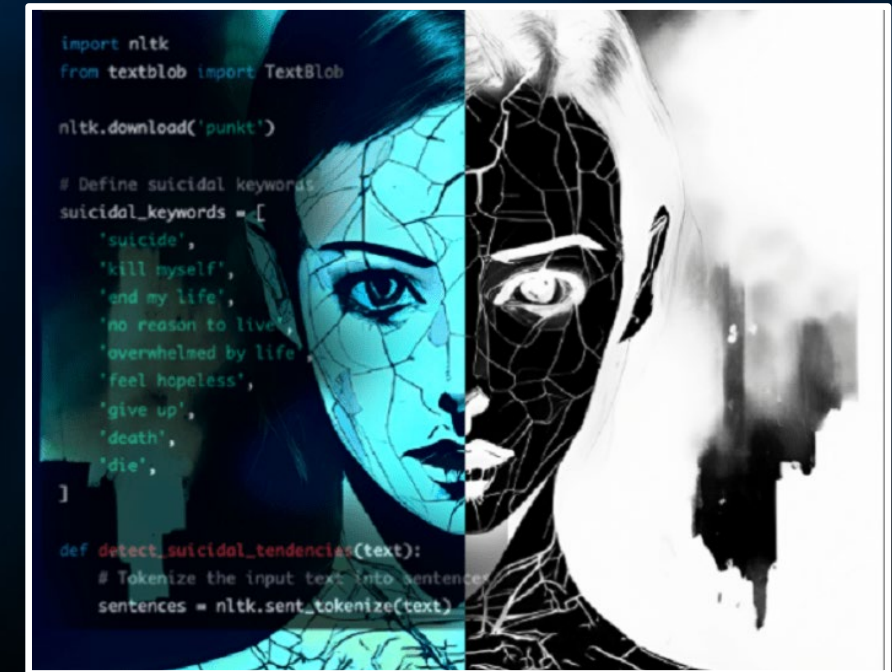 import nltk
from textblob import TextBlob
nltk.download('punkt')
# Define suicidal keywords
suicidal_keywords = [
'suicide',
'kill myself',
'end my life',
'no reason to live',
'overwhelmed by life',
'feel hopeless',
'give up',
'death',
'die',
]
def detect_suicidal_tendencies(text):
# Tokenize the input text into sentences
sentences = nltk.sent_tokenize(text)